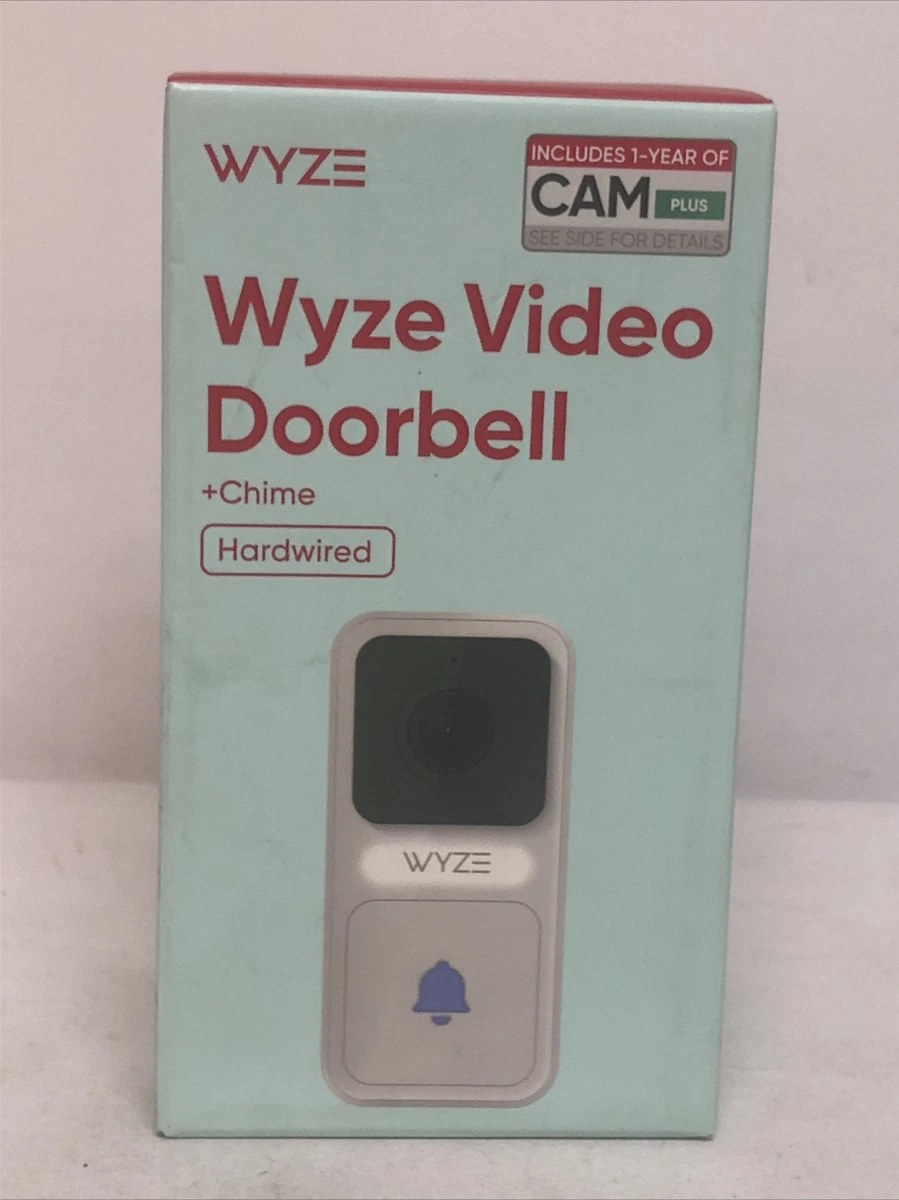 WYZE
INCLUDES 1-YEAR OF
CAM PLUS
SEE SIDE FOR DETAILS
Wyze Video
Doorbell
+Chime
Hardwired
WYZE